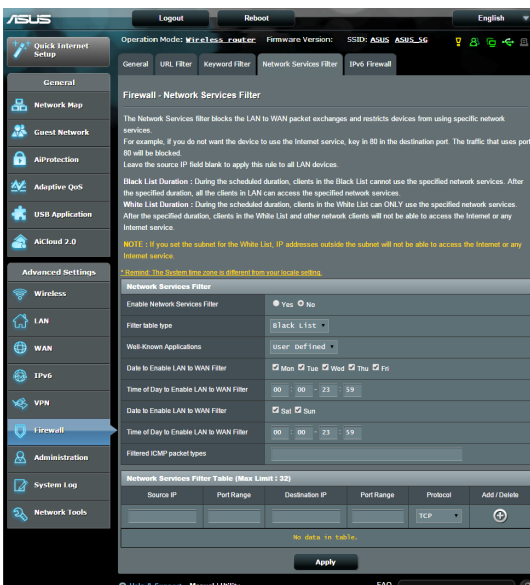 ASUS
Logout
Reboot
English
Quick Internet
Setup
Operation Mode: Wireless router Firmware Version: SSID: ASUS ASUS_5G
General
URL Filter
Keyword Filter
Network Services Filter
IPv6 Firewall
General
Network Map
Guest Network
AiProtection
Adaptive QoS
USB Application
AiCloud 2.0
Advanced Settings
Wireless
LAN
WAN
IPv6
VPN
Firewall
Administration
System Log
Network Tools
Firewall - Network Services Filter
The Network Services filter blocks the LAN to WAN packet exchanges and restricts devices from using specific network
services.
For example, if you do not want the device to use the Internet service, key in 80 in the destination port. The traffic that uses port
80 will be blocked.
Leave the source IP field blank to apply this rule to all LAN devices.
Black List Duration : During the scheduled duration, clients in the Black List cannot use the specified network services. After
the specified duration, all the clients in LAN can access the specified network services.
White List Duration : During the scheduled duration, clients in the White List can ONLY use the specified network services.
After the specified duration, clients in the White List and other network clients will not be able to access the Internet or any
Internet service.
NOTE : If you set the subnet for the White List, IP addresses outside the subnet will not be able to access the Internet or any
Internet service.
* Remind: The System time zone is different from your locale setting.
Network Services Filter
Enable Network Services Filter Yes No
Filter table type Black List
Well-Known Applications User Defined
Date to Enable LAN to WAN Filter Mon Tue Wed Thu Fri
Time of Day to Enable LAN to WAN Filter 00 : 00 - 23 : 59
Date to Enable LAN to WAN Filter Sat Sun
Time of Day to Enable LAN to WAN Filter 00 : 00 - 23 : 59
Filtered ICMP packet types
Network Services Filter Table (Max Limit : 32)
Source IP Port Range Destination IP Port Range Protocol Add / Delete
TCP
No data in table.
Apply
Help & Support Manual | Utility FAQ